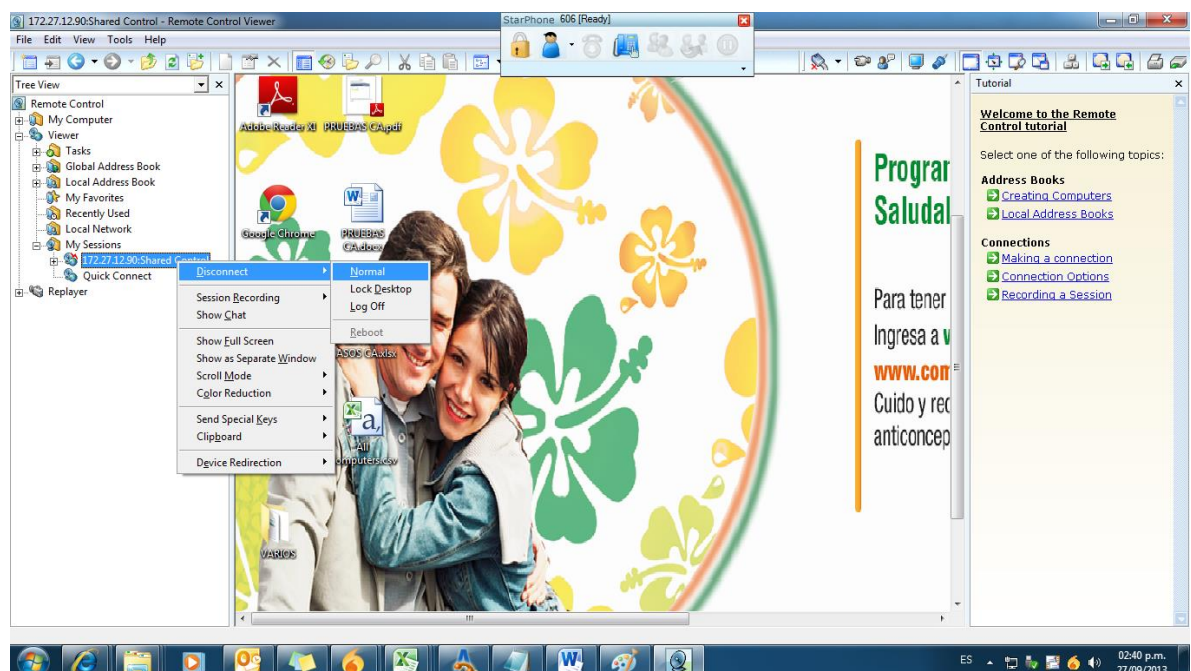 172.27.12.90:Shared Control - Remote Control Viewer
StarPhone 606 [Ready]
File Edit View Tools Help
Tree View
Remote Control
My Computer
Viewer
Tasks
Global Address Book
Local Address Book
My Favorites
Recently Used
Local Network
My Sessions
172.27.12.90:Shared Control
Quick Connect
Replayer
Disconnect
Session Recording
Show Chat
Show Full Screen
Show as Separate Window
Scroll Mode
Color Reduction
Send Special Keys
Clipboard
Device Redirection
Normal
Lock Desktop
Log Off
Reboot
Adobe Reader XI
PRUEBAS CA.pdf
Google Chrome
PRUEBAS
CA.docx
ASOS CA.xlsx
All
omputers.csv
VARIOS
Program
Saludal
Para tener
Ingresa a v
www.com
Cuido y rec
anticoncep
Tutorial
Welcome to the Remote
Control tutorial
Select one of the following topics:
Address Books
Creating Computers
Local Address Books
Connections
Making a connection
Connection Options
Recording a Session
ES
02:40 p.m.
27/09/2013